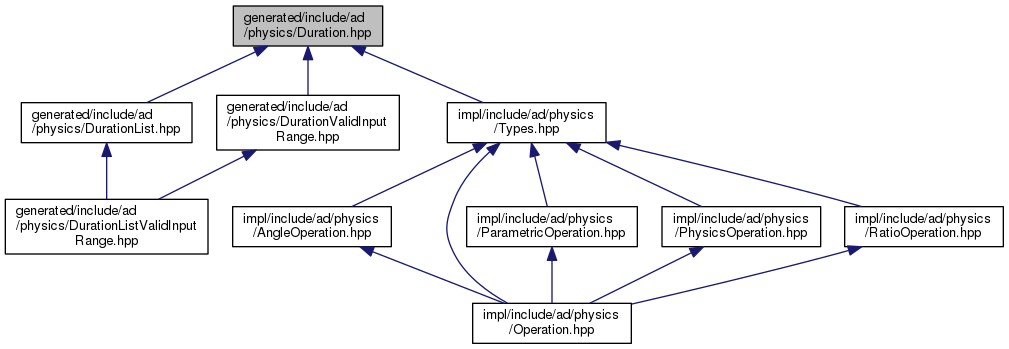 generated/include/ad
/physics/Duration.hpp
generated/include/ad
/physics/DurationList.hpp
generated/include/ad
/physics/DurationValidInput
Range.hpp
impl/include/ad/physics
/Types.hpp
generated/include/ad
/physics/DurationListValidInput
Range.hpp
impl/include/ad/physics
/AngleOperation.hpp
impl/include/ad/physics
/ParametricOperation.hpp
impl/include/ad/physics
/PhysicsOperation.hpp
impl/include/ad/physics
/RatioOperation.hpp
impl/include/ad/physics
/Operation.hpp